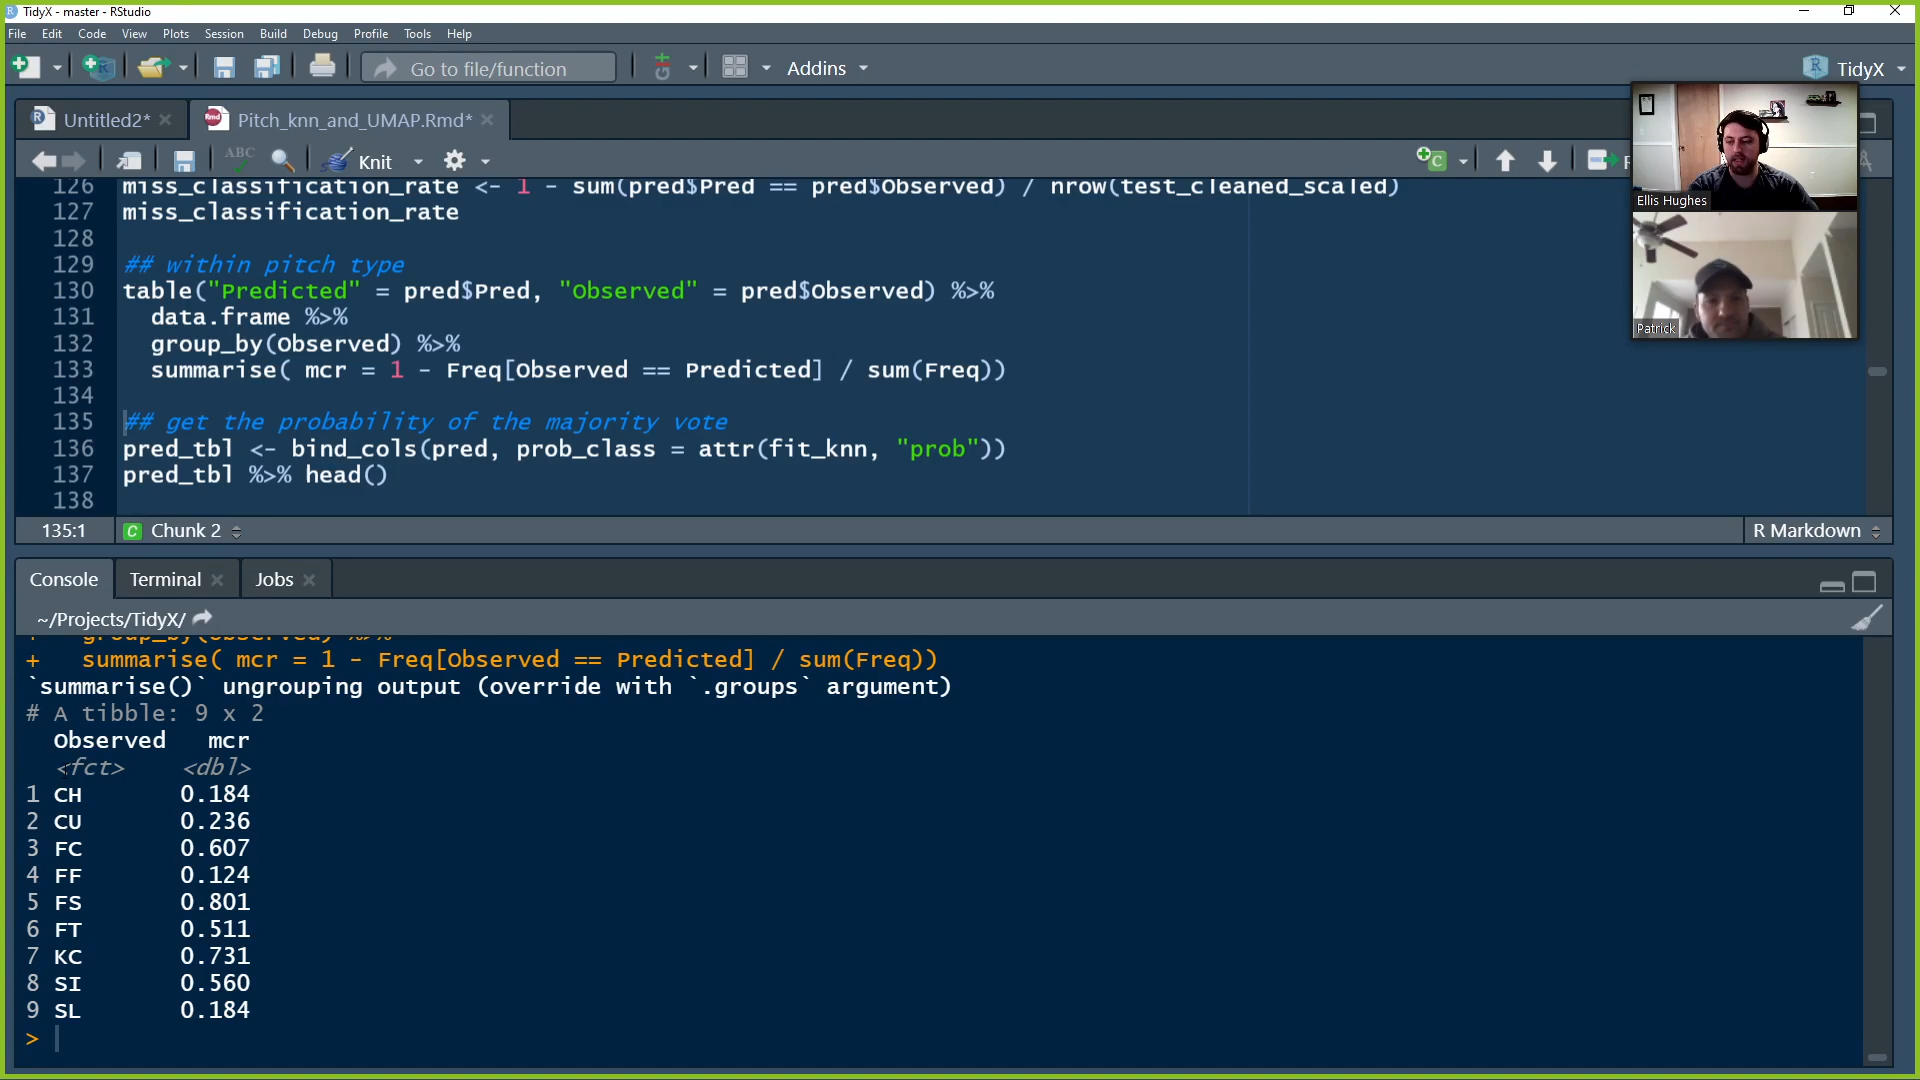 TidyX - master - RStudio
File Edit Code View Plots Session Build Debug Profile Tools Help
Go to file/function Addins TidyX
Untitled2* Pitch_knn_and_UMAP.Rmd*
ABC Knit
126 miss_classification_rate <- 1 - sum(pred$Pred == pred$Observed) / nrow(test_cleaned_scaled)
127 miss_classification_rate
128
129 ## within pitch type
130 table("Predicted" = pred$Pred, "Observed" = pred$Observed) %>%
131 data.frame %>%
132 group_by(Observed) %>%
133 summarise( mcr = 1 - Freq[Observed == Predicted] / sum(Freq))
134
135 ## get the probability of the majority vote
136 pred_tbl <- bind_cols(pred, prob_class = attr(fit_knn, "prob"))
137 pred_tbl %>% head()
138
Ellis Hughes
Patrick
135:1 Chunk 2 R Markdown
Console Terminal Jobs
~/Projects/TidyX/
+ group_by(Observed) %>%
+ summarise( mcr = 1 - Freq[Observed == Predicted] / sum(Freq))
`summarise()` ungrouping output (override with `.groups` argument)
# A tibble: 9 x 2
Observed mcr
<fct> <dbl>
1 CH 0.184
2 CU 0.236
3 FC 0.607
4 FF 0.124
5 FS 0.801
6 FT 0.511
7 KC 0.731
8 SI 0.560
9 SL 0.184
>